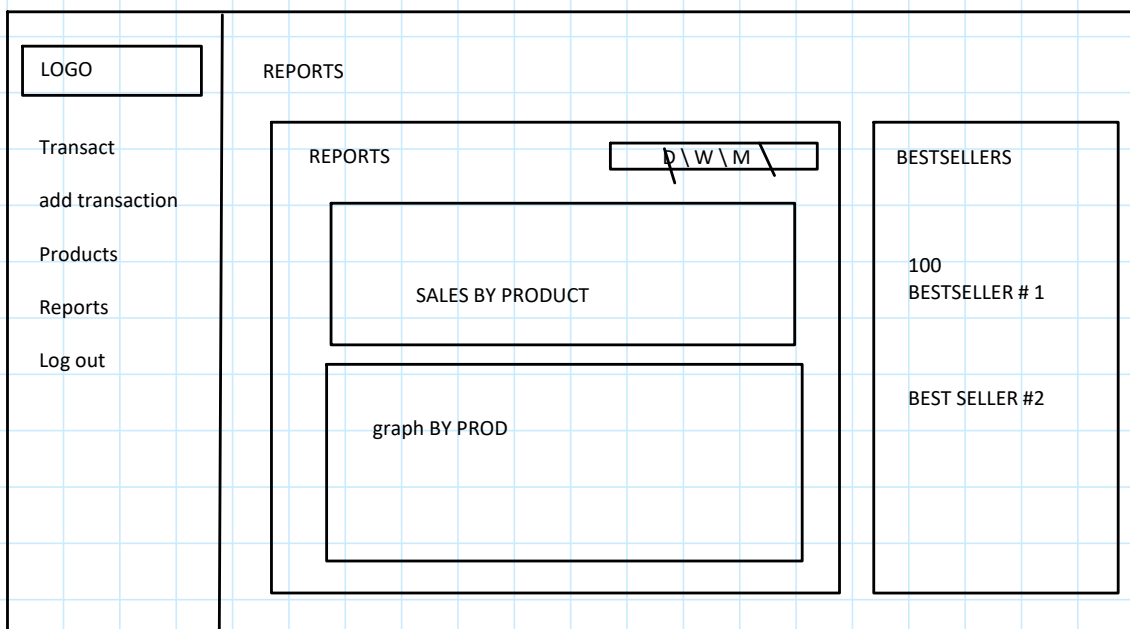 LOGO
Transact
add transaction
Products
Reports
Log out
REPORTS
REPORTS
D \ W \ M
SALES BY PRODUCT
graph BY PROD
BESTSELLERS
100
BESTSELLER # 1
BEST SELLER #2